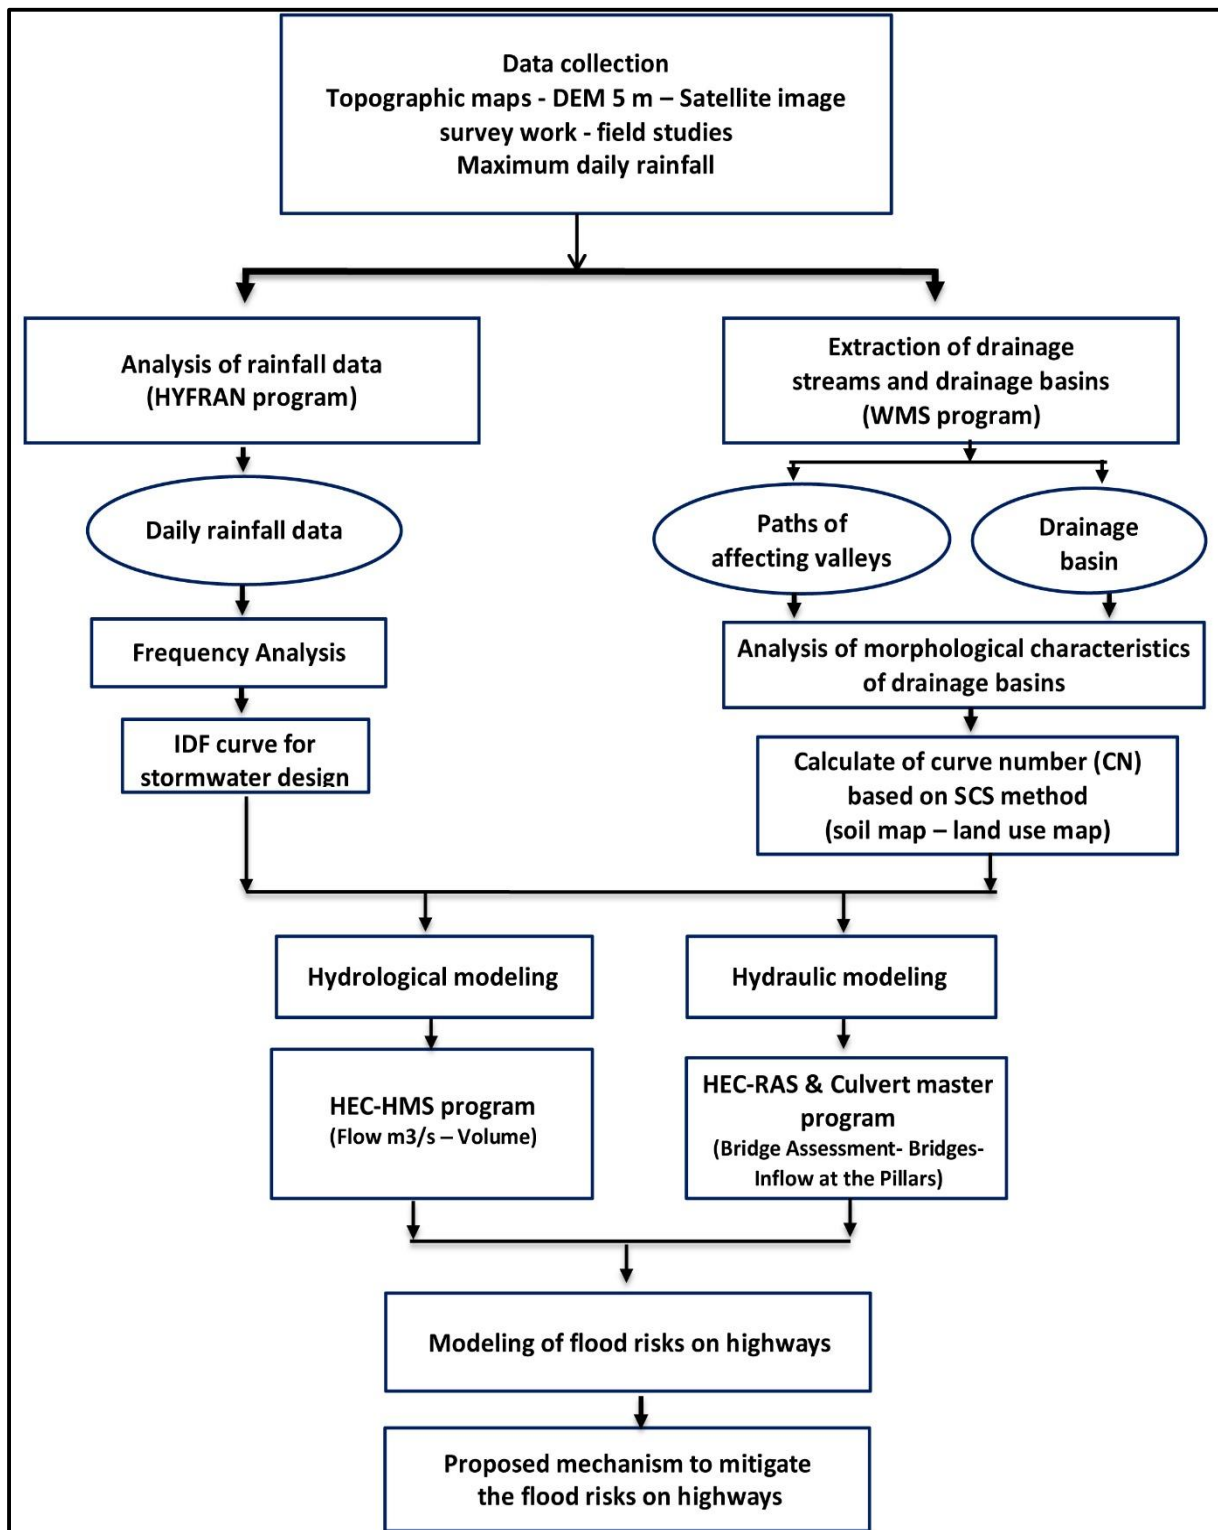 Data collection
Topographic maps - DEM 5 m – Satellite image
survey work - field studies
Maximum daily rainfall
Analysis of rainfall data
(HYFRAN program)
Extraction of drainage
streams and drainage basins
(WMS program)
Daily rainfall data
Paths of
affecting valleys
Drainage
basin
Frequency Analysis
Analysis of morphological characteristics
of drainage basins
IDF curve for
stormwater design
Calculate of curve number (CN)
based on SCS method
(soil map – land use map)
Hydrological modeling
Hydraulic modeling
HEC-HMS program
(Flow m3/s – Volume)
HEC-RAS & Culvert master
program
(Bridge Assessment- Bridges-
Inflow at the Pillars)
Modeling of flood risks on highways
Proposed mechanism to mitigate
the flood risks on highways